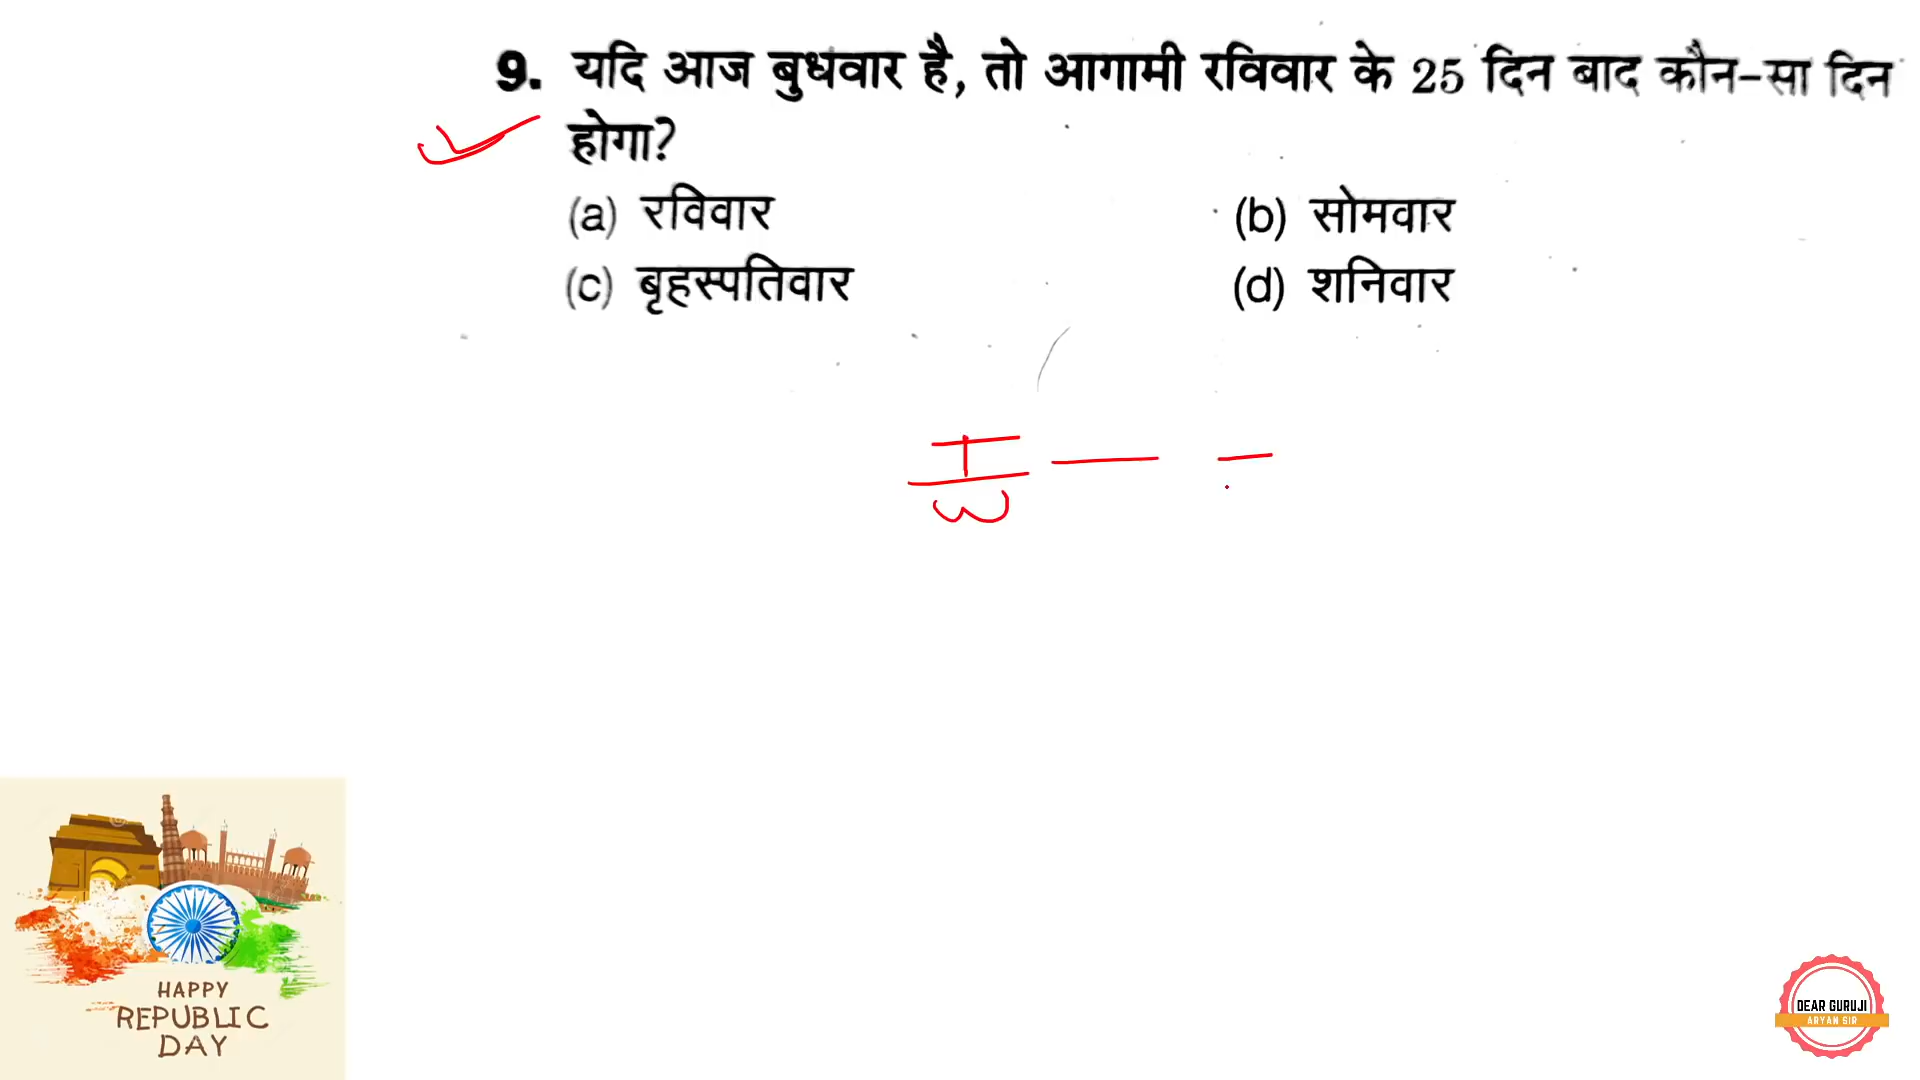 9. यदि आज बुधवार है, तो आगामी रविवार के 25 दिन बाद कौन-सा दिन
होगा?
(a) रविवार
(b) सोमवार
(c) बृहस्पतिवार
(d) शनिवार
T
W
HAPPY
REPUBLIC
DAY
DEAR GURUJI
ARYAN SIR